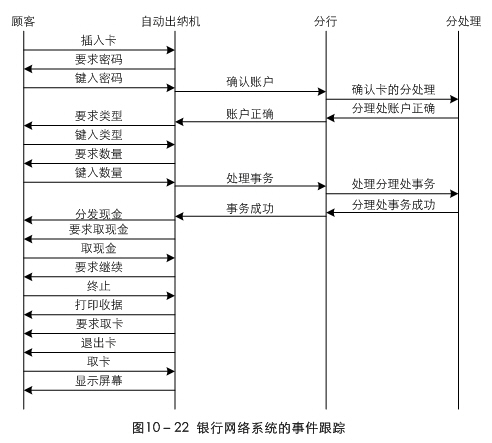 顾客 自动出纳机 分行 分处理
插入卡
要求密码
键入密码
确认账户
确认卡的分处理
分理处账户正确
账户正确
要求类型
键入类型
要求数量
键入数量
处理事务
处理分理处事务
分理处事务成功
事务成功
分发现金
要求取现金
取现金
要求继续
终止
打印收据
要求取卡
退出卡
取卡
显示屏幕
图10－22 银行网络系统的事件跟踪